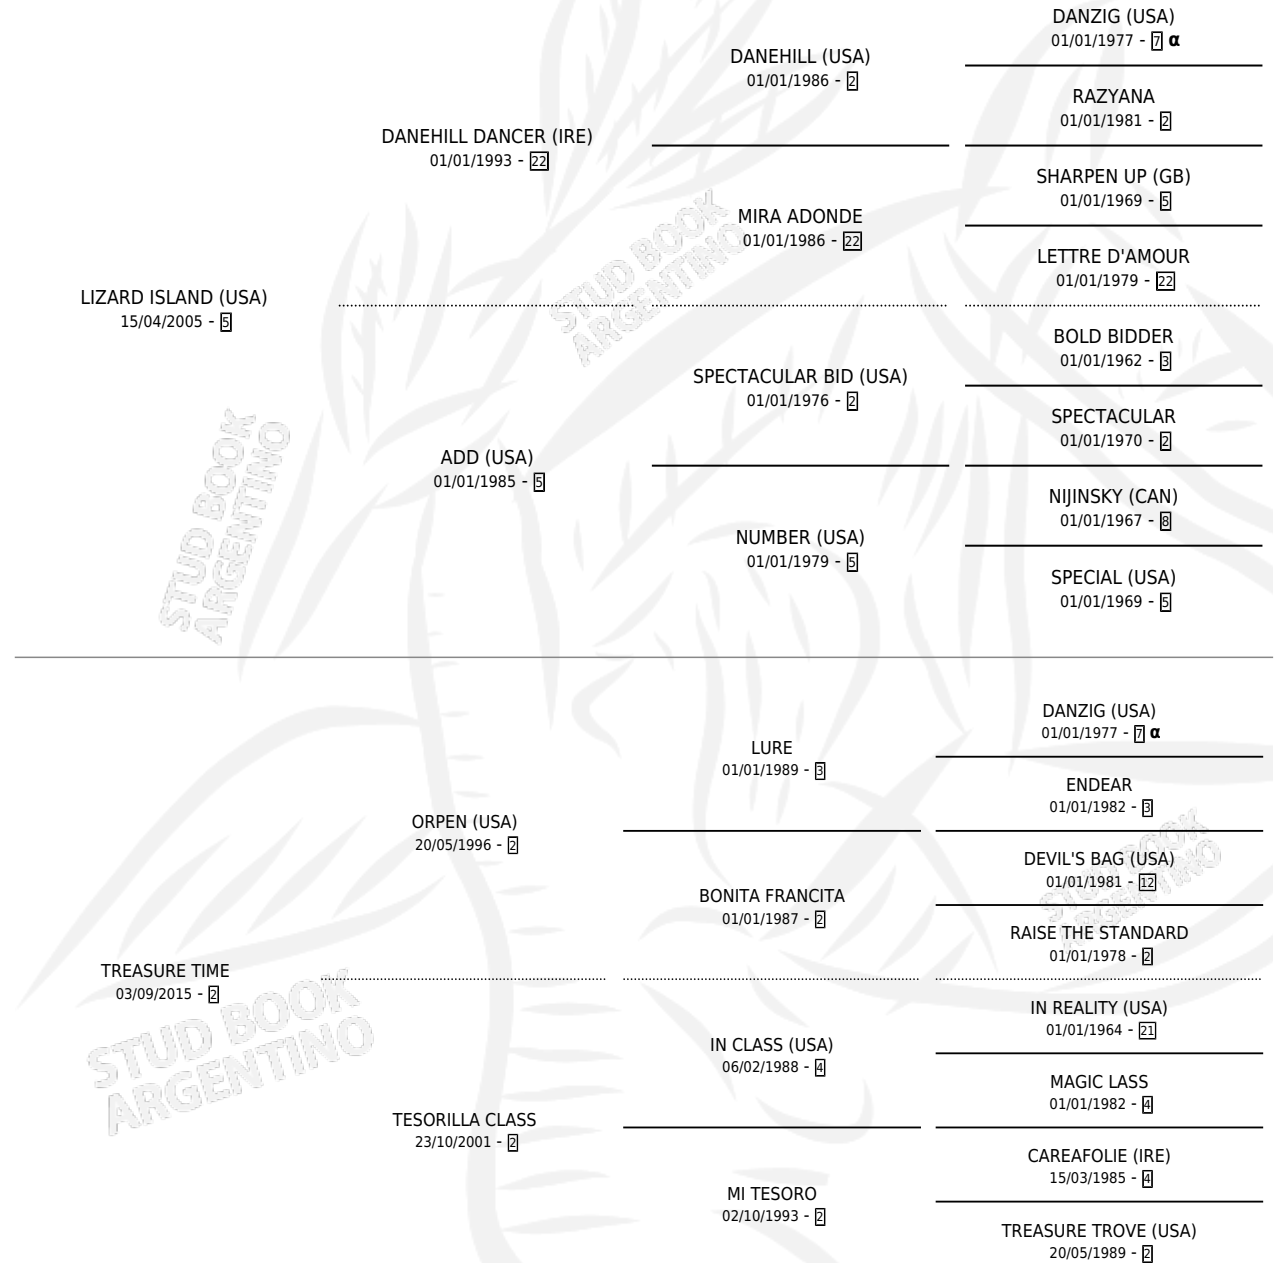 DANZIG (USA)
01/01/1977 - 7 α
DANEHILL (USA)
01/01/1986 - 2
RAZYANA
01/01/1981 - 2
DANEHILL DANCER (IRE)
01/01/1993 - 22
SHARPEN UP (GB)
01/01/1969 - 5
MIRA ADONDE
01/01/1986 - 22
LETTRE D'AMOUR
01/01/1979 - 22
LIZARD ISLAND (USA)
15/04/2005 - 5
BOLD BIDDER
01/01/1962 - 3
SPECTACULAR BID (USA)
01/01/1976 - 2
SPECTACULAR
01/01/1970 - 2
ADD (USA)
01/01/1985 - 5
NIJINSKY (CAN)
01/01/1967 - 8
NUMBER (USA)
01/01/1979 - 5
SPECIAL (USA)
01/01/1969 - 5
DANZIG (USA)
01/01/1977 - 7 α
LURE
01/01/1989 - 3
ENDEAR
01/01/1982 - 3
ORPEN (USA)
20/05/1996 - 2
DEVIL'S BAG (USA)
01/01/1981 - 12
BONITA FRANCITA
01/01/1987 - 2
RAISE THE STANDARD
01/01/1978 - 2
TREASURE TIME
03/09/2015 - 2
IN REALITY (USA)
01/01/1964 - 21
IN CLASS (USA)
06/02/1988 - 4
MAGIC LASS
01/01/1982 - 4
TESORILLA CLASS
23/10/2001 - 2
CAREAFOLIE (IRE)
15/03/1985 - 4
MI TESORO
02/10/1993 - 2
TREASURE TROVE (USA)
20/05/1989 - 2
STUD BOOK
ARGENTINO
STUD BOOK
ARGENTINO
STUD BOOK
ARGENTINO
STUD BOOK
ARGENTINO